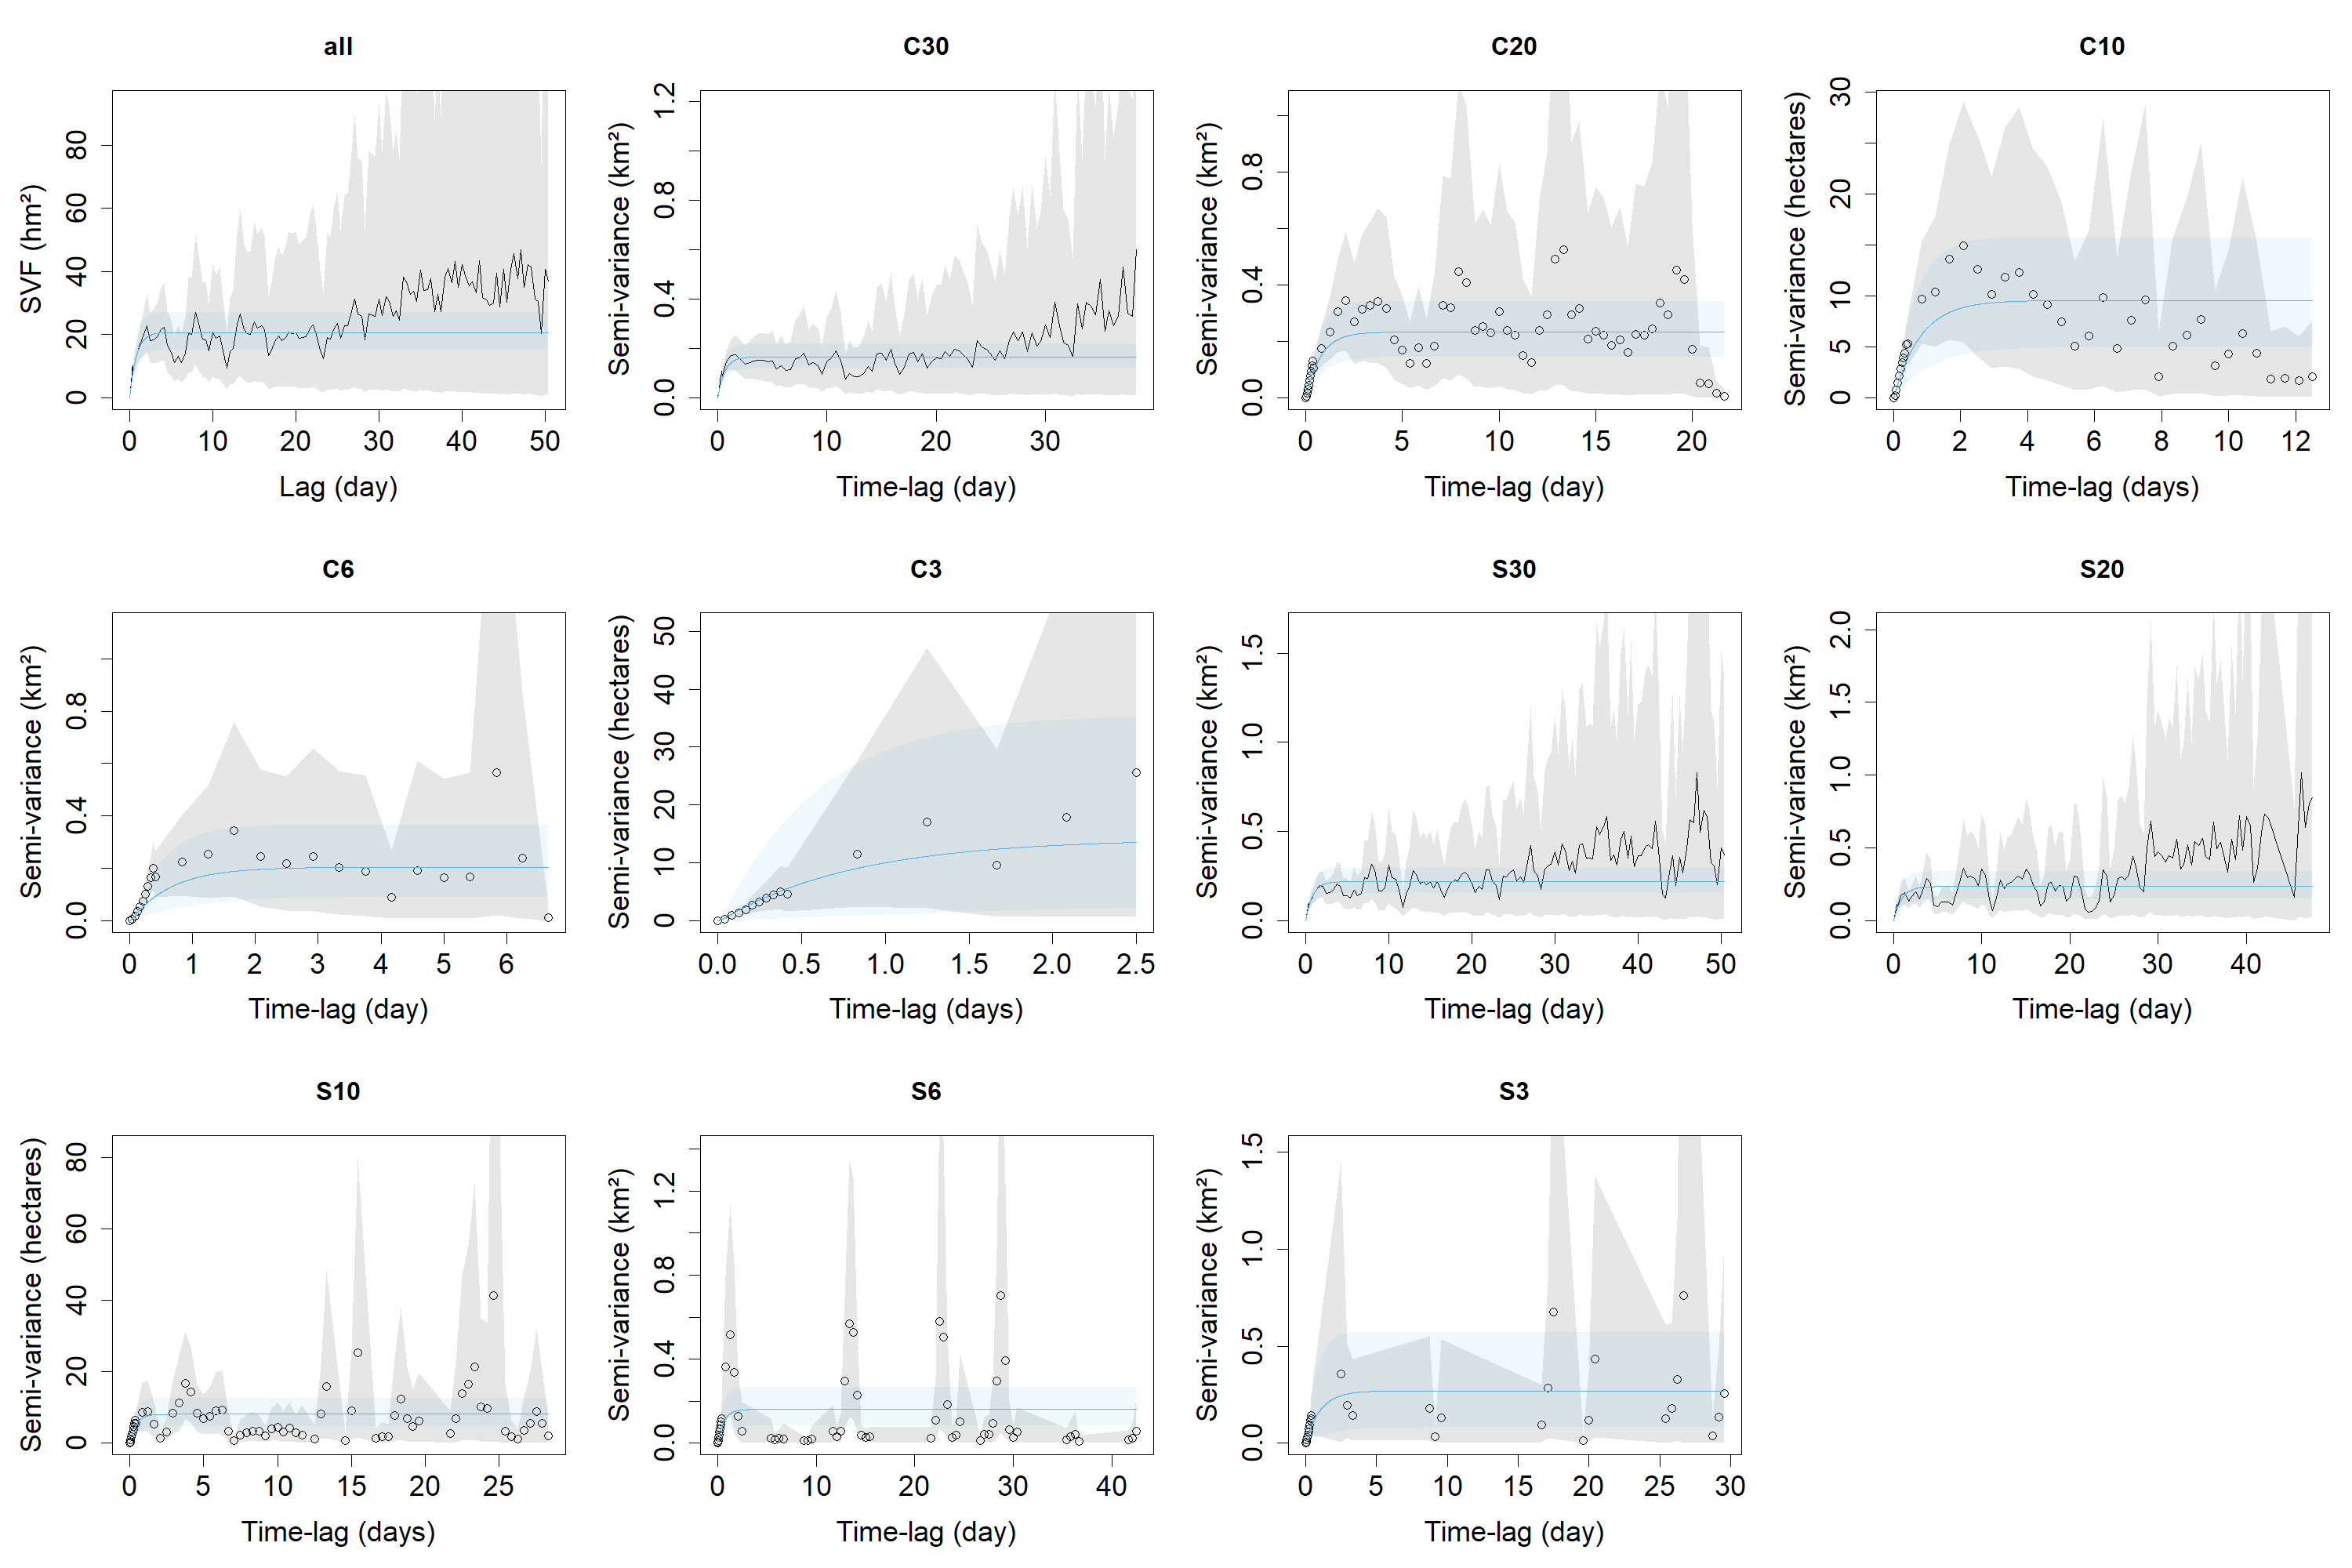 all
SVF (hm²)
0 20 40 60 80
0 10 20 30 40 50
Lag (day)
C30
Semi-variance (km²)
0.0 0.4 0.8 1.2
0 10 20 30
Time-lag (day)
C20
Semi-variance (km²)
0.0 0.4 0.8
0 5 10 15 20
Time-lag (day)
C10
Semi-variance (hectares)
0 5 10 20 30
0 2 4 6 8 10 12
Time-lag (days)
C6
Semi-variance (km²)
0.0 0.4 0.8
0 1 2 3 4 5 6
Time-lag (day)
C3
Semi-variance (hectares)
0 10 20 30 40 50
0.0 0.5 1.0 1.5 2.0 2.5
Time-lag (days)
S30
Semi-variance (km²)
0.0 0.5 1.0 1.5
0 10 20 30 40 50
Time-lag (day)
S20
Semi-variance (km²)
0.0 0.5 1.0 1.5 2.0
0 10 20 30 40
Time-lag (day)
S10
Semi-variance (hectares)
0 20 40 60 80
0 5 10 15 20 25
Time-lag (days)
S6
Semi-variance (km²)
0.0 0.4 0.8 1.2
0 10 20 30 40
Time-lag (day)
S3
Semi-variance (km²)
0.0 0.5 1.0 1.5
0 5 10 15 20 25 30
Time-lag (day)